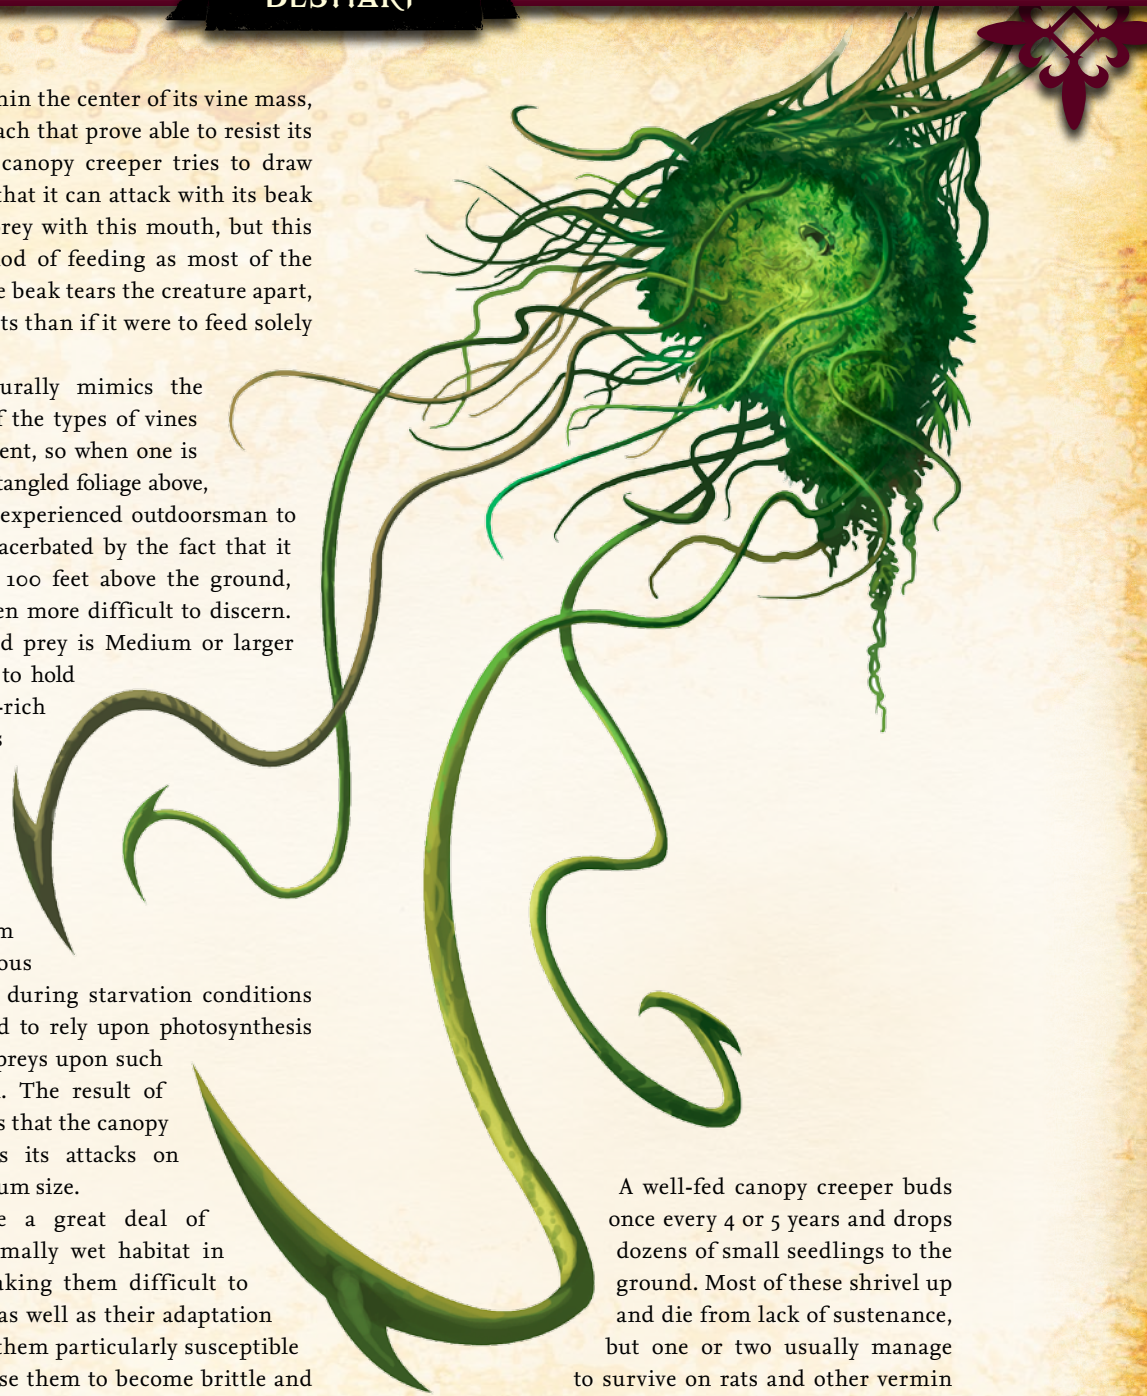 BESTIARY
hin the center of its vine mass,
ach that prove able to resist its
canopy creeper tries to draw
that it can attack with its beak
rey with this mouth, but this
od of feeding as most of the
e beak tears the creature apart,
ts than if it were to feed solely
urally mimics the
f the types of vines
ent, so when one is
tangled foliage above,
experienced outdoorsman to
acerbated by the fact that it
100 feet above the ground,
en more difficult to discern.
d prey is Medium or larger
to hold
-rich
s
m
ous
during starvation conditions
d to rely upon photosynthesis
preys upon such
. The result of
s that the canopy
s its attacks on
um size.
e a great deal of
mally wet habitat in
aking them difficult to
as well as their adaptation
them particularly susceptible
se them to become brittle and
A well-fed canopy creeper buds
once every 4 or 5 years and drops
dozens of small seedlings to the
ground. Most of these shrivel up
and die from lack of sustenance,
but one or two usually manage
to survive on rats and other vermin